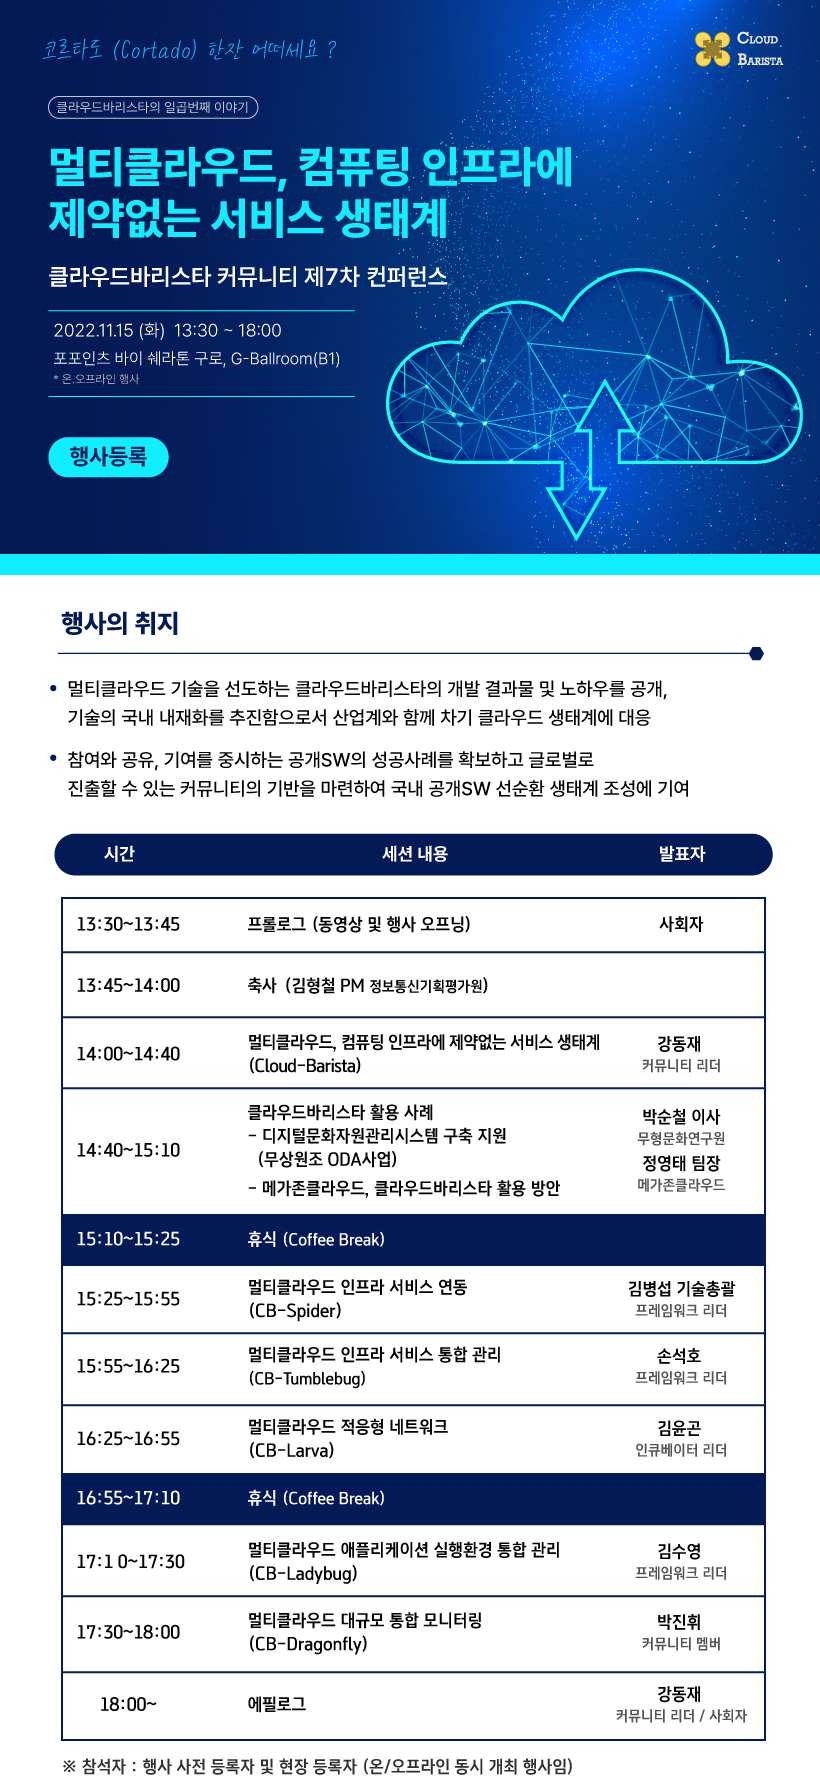 코르타도 (Cortado) 한잔 어떠세요 ?
CLOUD
BARISTA
클라우드바리스타의 일곱번째 이야기
멀티클라우드, 컴퓨팅 인프라에
제약없는 서비스 생태계
클라우드바리스타 커뮤니티 제7차 컨퍼런스
2022.11.15 (화) 13:30 ~ 18:00
포포인츠 바이 쉐라톤 구로, G-Ballroom(B1)
* 온.오프라인 행사
행사등록
행사의 취지
• 멀티클라우드 기술을 선도하는 클라우드바리스타의 개발 결과물 및 노하우를 공개,
기술의 국내 내재화를 추진함으로서 산업계와 함께 차기 클라우드 생태계에 대응
• 참여와 공유, 기여를 중시하는 공개SW의 성공사례를 확보하고 글로벌로
진출할 수 있는 커뮤니티의 기반을 마련하여 국내 공개SW 선순환 생태계 조성에 기여
시간 세션 내용 발표자
13:30~13:45 프롤로그 (동영상 및 행사 오프닝) 사회자
13:45~14:00 축사 (김형철 PM 정보통신기획평가원)
14:00~14:40 멀티클라우드, 컴퓨팅 인프라에 제약없는 서비스 생태계
(Cloud-Barista)
강동재
커뮤니티 리더
14:40~15:10
클라우드바리스타 활용 사례
- 디지털문화자원관리시스템 구축 지원
(무상원조 ODA사업)
- 메가존클라우드, 클라우드바리스타 활용 방안
박순철 이사
무형문화연구원
정영태 팀장
메가존클라우드
15:10~15:25 휴식 (Coffee Break)
15:25~15:55 멀티클라우드 인프라 서비스 연동
(CB-Spider)
김병섭 기술총괄
프레임워크 리더
15:55~16:25 멀티클라우드 인프라 서비스 통합 관리
(CB-Tumblebug)
손석호
프레임워크 리더
16:25~16:55 멀티클라우드 적응형 네트워크
(CB-Larva)
김윤곤
인큐베이터 리더
16:55~17:10 휴식 (Coffee Break)
17:1 0~17:30 멀티클라우드 애플리케이션 실행환경 통합 관리
(CB-Ladybug)
김수영
프레임워크 리더
17:30~18:00 멀티클라우드 대규모 통합 모니터링
(CB-Dragonfly)
박진휘
커뮤니티 멤버
18:00~ 에필로그
강동재
커뮤니티 리더 / 사회자
※ 참석자 : 행사 사전 등록자 및 현장 등록자 (온/오프라인 동시 개최 행사임)